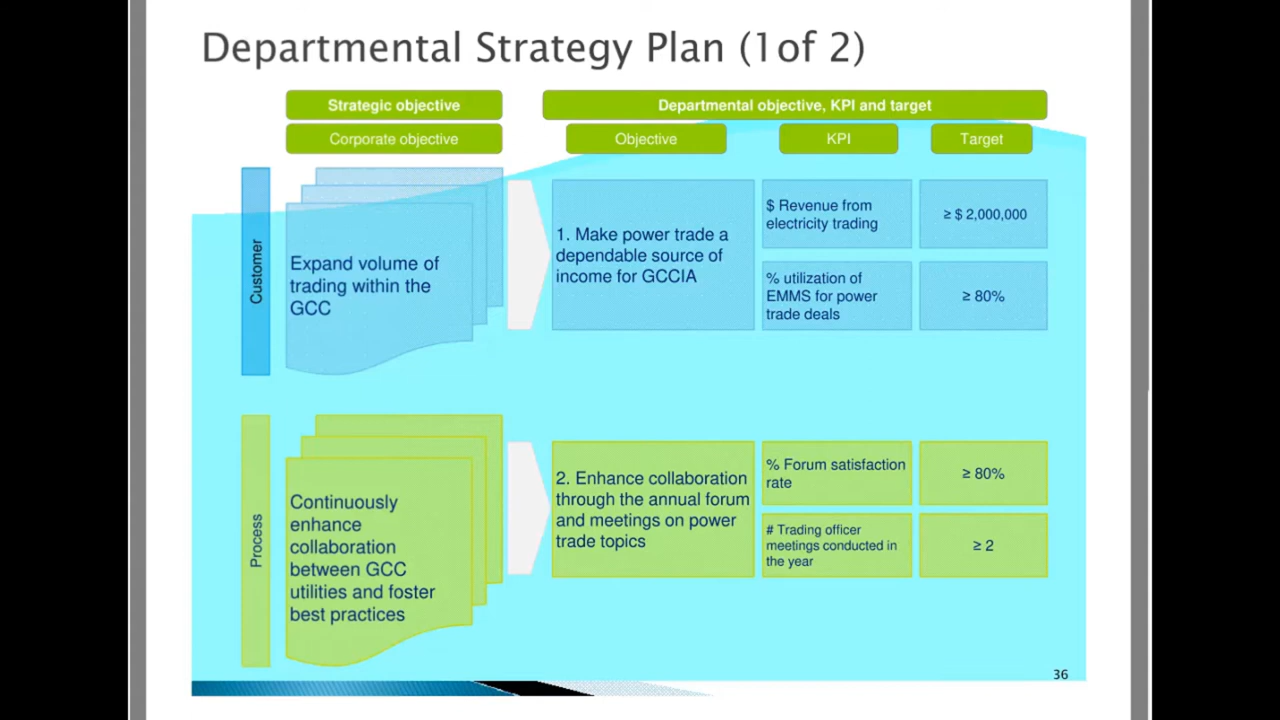 Departmental Strategy Plan (1of 2)
Strategic objective
Departmental objective, KPI and target
Corporate objective
Objective
KPI
Target
Customer
Expand volume of
trading within the
GCC
1. Make power trade a
dependable source of
income for GCCIA
$ Revenue from
electricity trading
≥ $ 2,000,000
% utilization of
EMMS for power
trade deals
≥ 80%
Process
Continuously
enhance
collaboration
between GCC
utilities and foster
best practices
2. Enhance collaboration
through the annual forum
and meetings on power
trade topics
% Forum satisfaction
rate
≥ 80%
# Trading officer
meetings conducted in
the year
≥ 2
36